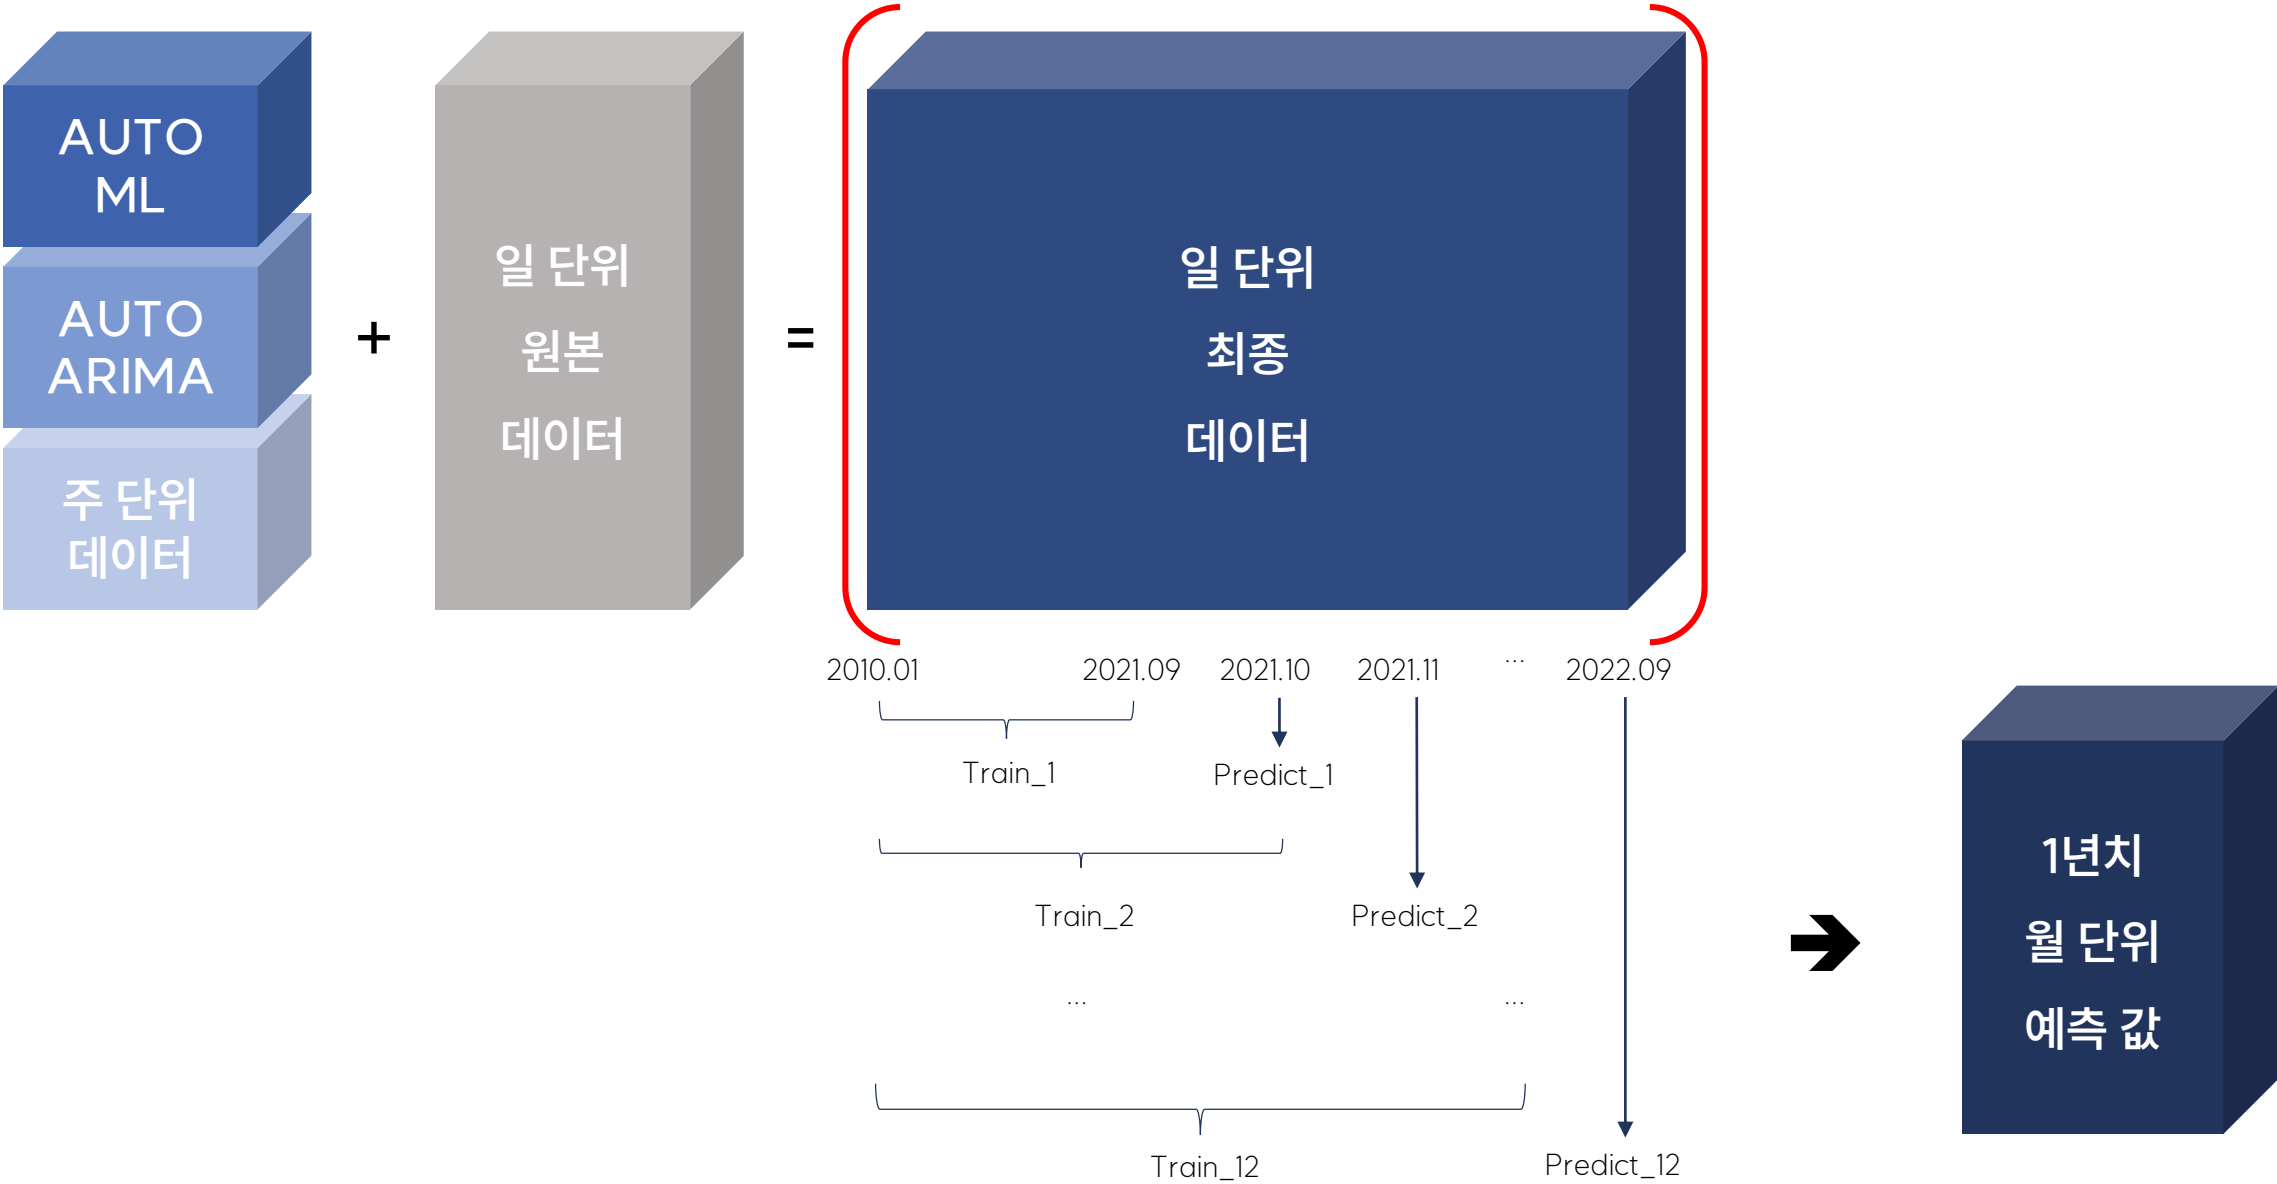 AUTO
ML
AUTO
ARIMA
주 단위
데이터
+
일 단위
원본
데이터
=
일 단위
최종
데이터
2010.01
2021.09
2021.10
2021.11
...
2022.09
Train_1
Predict_1
Train_2
Predict_2
...
...
Train_12
Predict_12
1년치
월 단위
예측 값